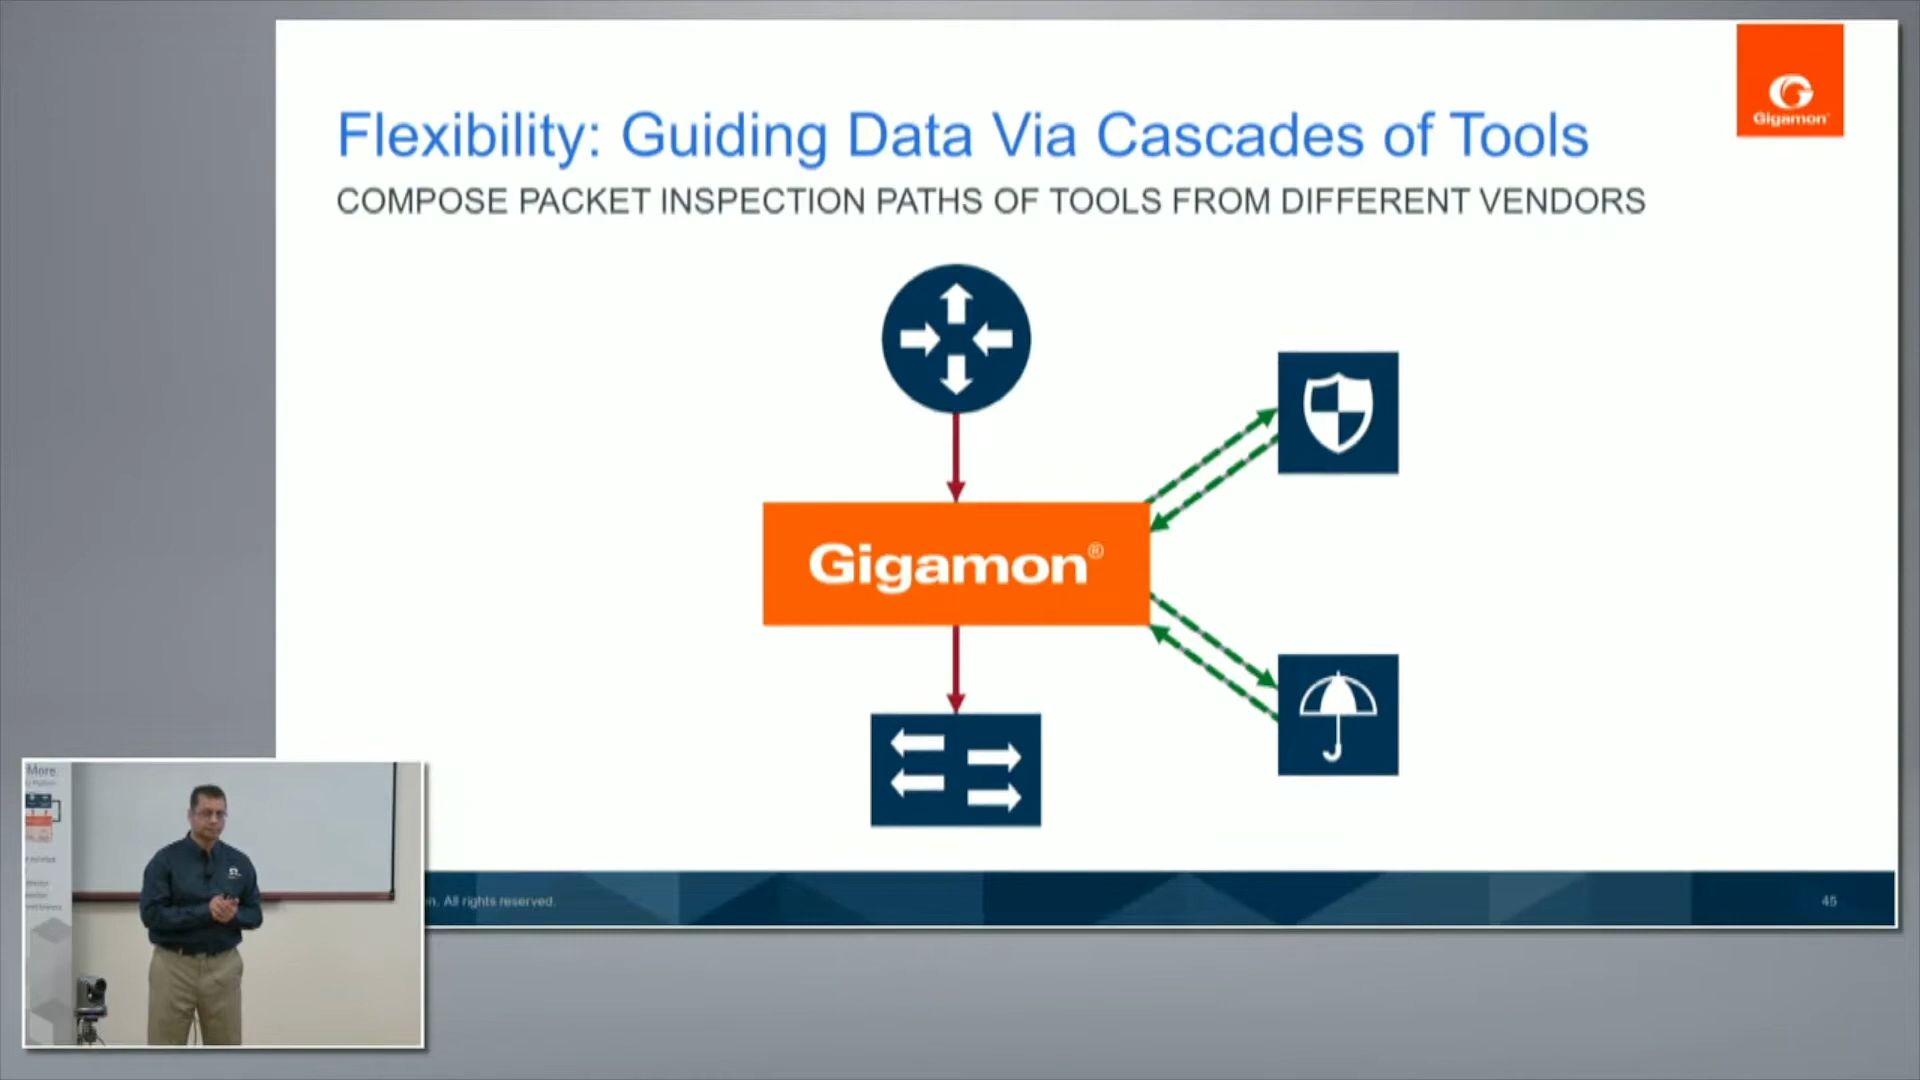 Gigamon
Flexibility: Guiding Data Via Cascades of Tools
COMPOSE PACKET INSPECTION PATHS OF TOOLS FROM DIFFERENT VENDORS
Gigamon®
More.
n. All rights reserved.
45